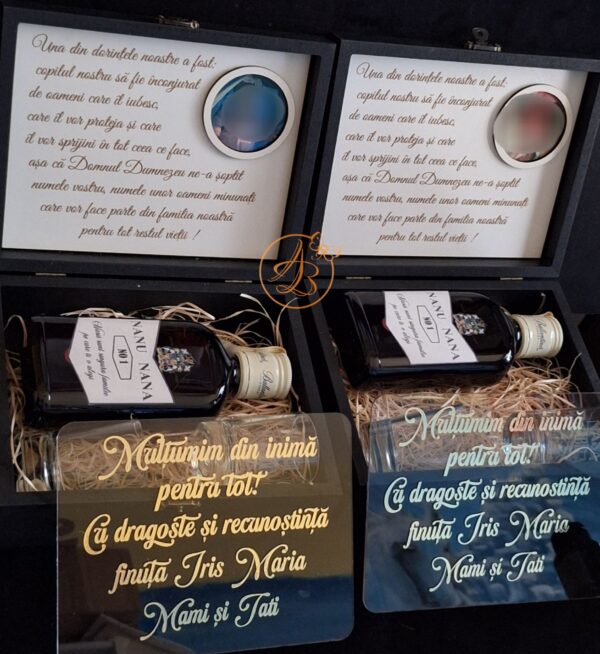 Una din dorințele noastre a fost:
copilul nostru să fie înconjurat
de oameni care îl iubesc,
care îl vor proteja și care
îl vor sprijini în tot ceea ce face,
așa că Domnul Dumnezeu ne-a șoptit
numele vostru, numele unor oameni minunați
care vor face parte din familia noastră
pentru tot restul vieții !
Una din dorințele noastre a fost:
copilul nostru să fie înconjurat
de oameni care îl iubesc,
care îl vor proteja și care
îl vor sprijini în tot ceea ce face,
așa că Domnul Dumnezeu ne-a șoptit
numele vostru, numele unor oameni minunați
care vor face parte din familia noastră
pentru tot restul vieții !
NANU NANA
NO 1
NANU NANA
NO 1
Mulțumim din inimă
pentru tot!
Cu dragoște și recunoștință
finuța Iris Maria
Mami și Tati
Mulțumim din inimă
pentru tot!
Cu dragoște și recunoștință
finuța Iris Maria
Mami și Tati